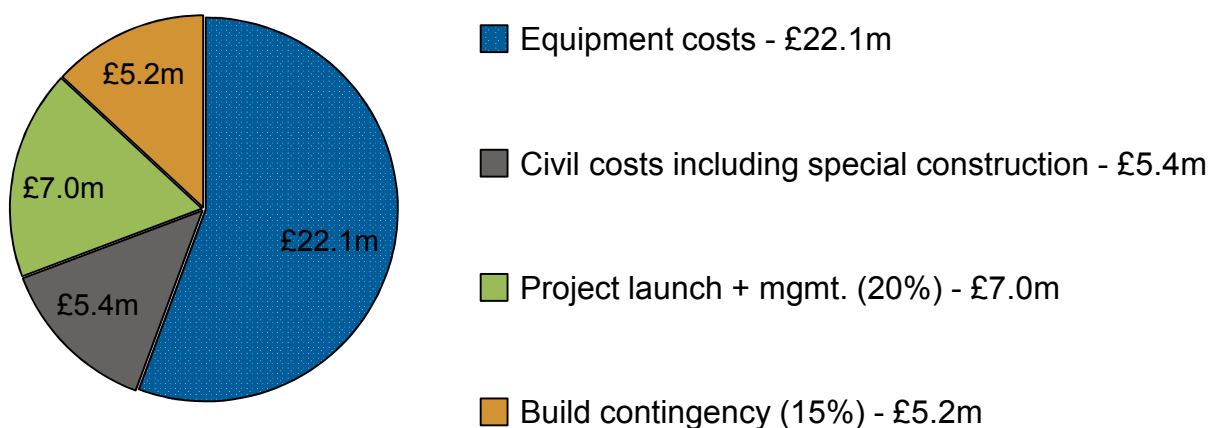 £5.2m
£7.0m
£22.1m
£5.4m
Equipment costs - £22.1m
Civil costs including special construction - £5.4m
Project launch + mgmt. (20%) - £7.0m
Build contingency (15%) - £5.2m